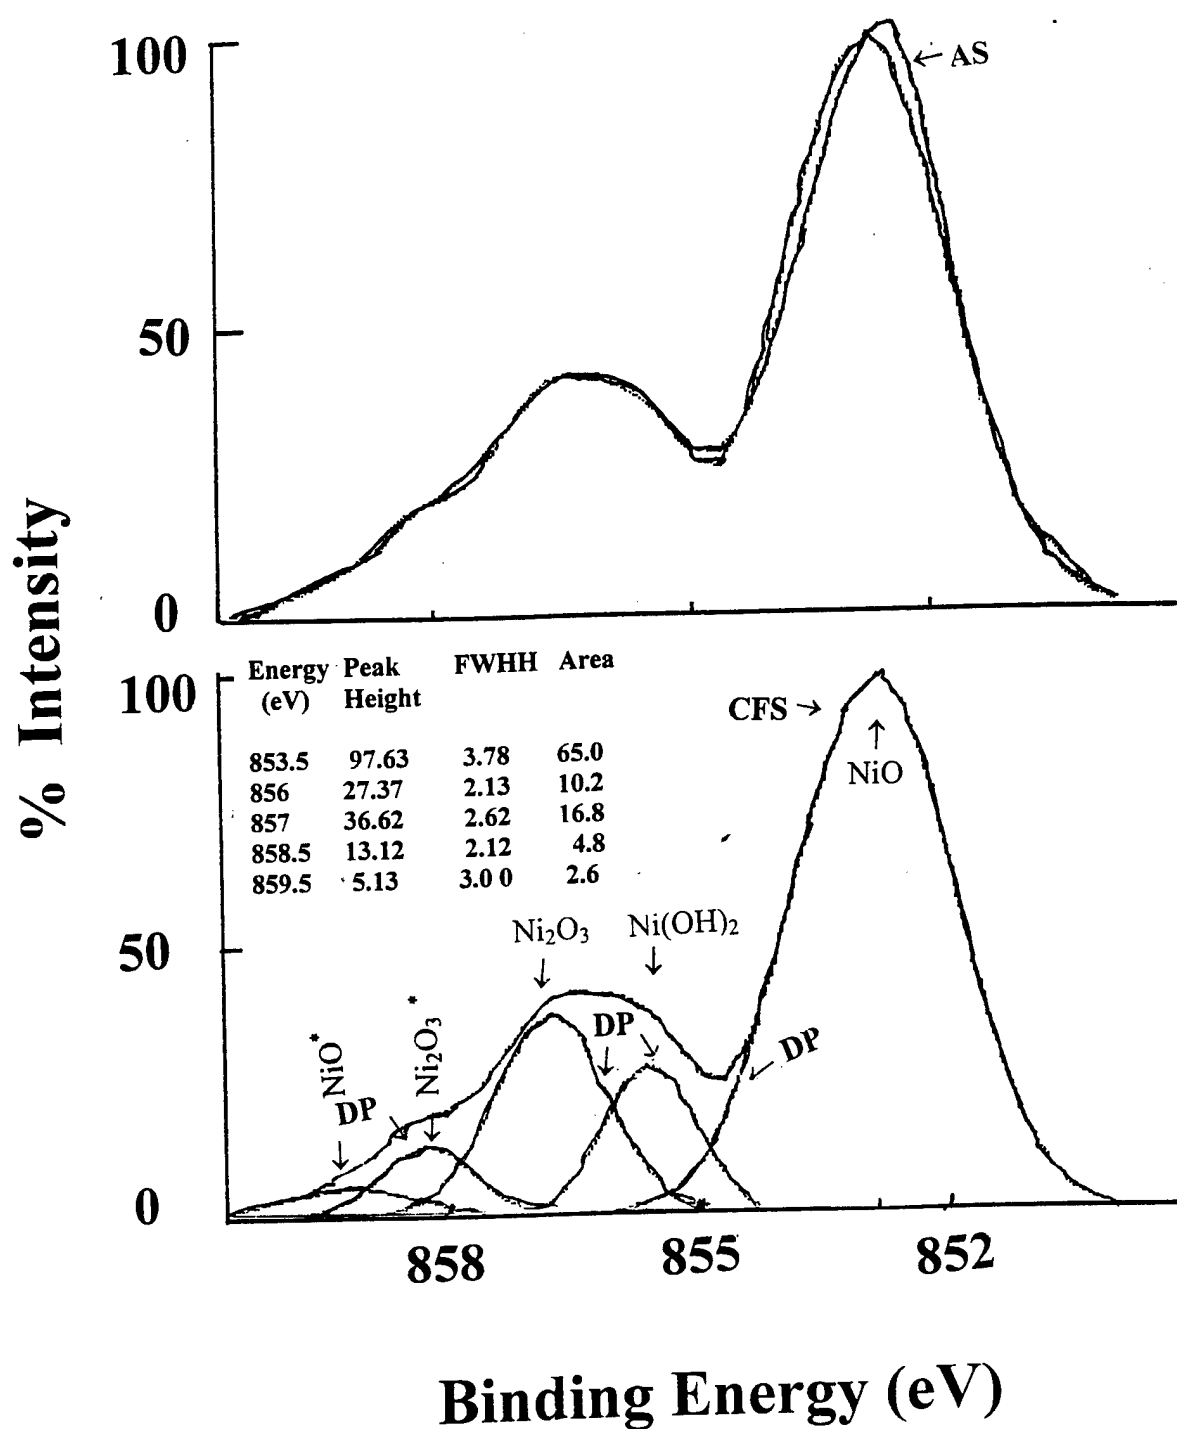 100
← AS
50
0
% Intensity
Energy Peak FWHH Area
(eV) Height
853.5 97.63 3.78 65.0
856 27.37 2.13 10.2
857 36.62 2.62 16.8
858.5 13.12 2.12 4.8
859.5 5.13 3.0 0 2.6
100
CFS →
↑
NiO
Ni₂O₃ Ni(OH)₂
↓ ↓
50
NiO*
Ni₂O₃*
DP
DP
DP
0
858 855 852
Binding Energy (eV)